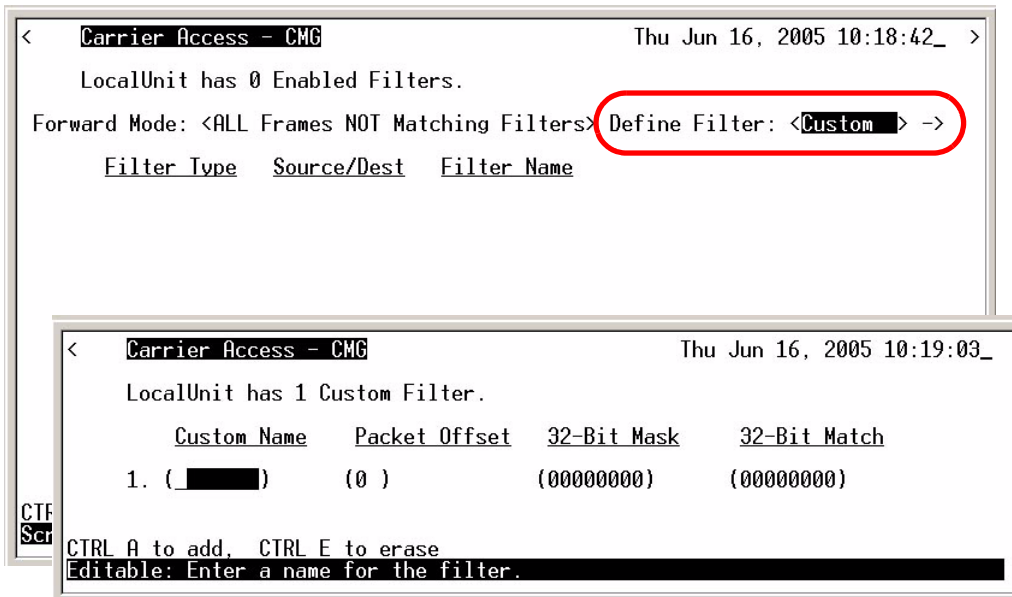 < Carrier Access - CMG Thu Jun 16, 2005 10:18:42_ >
LocalUnit has 0 Enabled Filters.
Forward Mode: <ALL Frames NOT Matching Filters> Define Filter: <Custom > ->
Filter Type Source/Dest Filter Name
< Carrier Access - CMG Thu Jun 16, 2005 10:19:03_
LocalUnit has 1 Custom Filter.
Custom Name Packet Offset 32-Bit Mask 32-Bit Match
1. (_ ) (0 ) (00000000) (00000000)
CTR
Scr
CTRL A to add, CTRL E to erase
Editable: Enter a name for the filter.